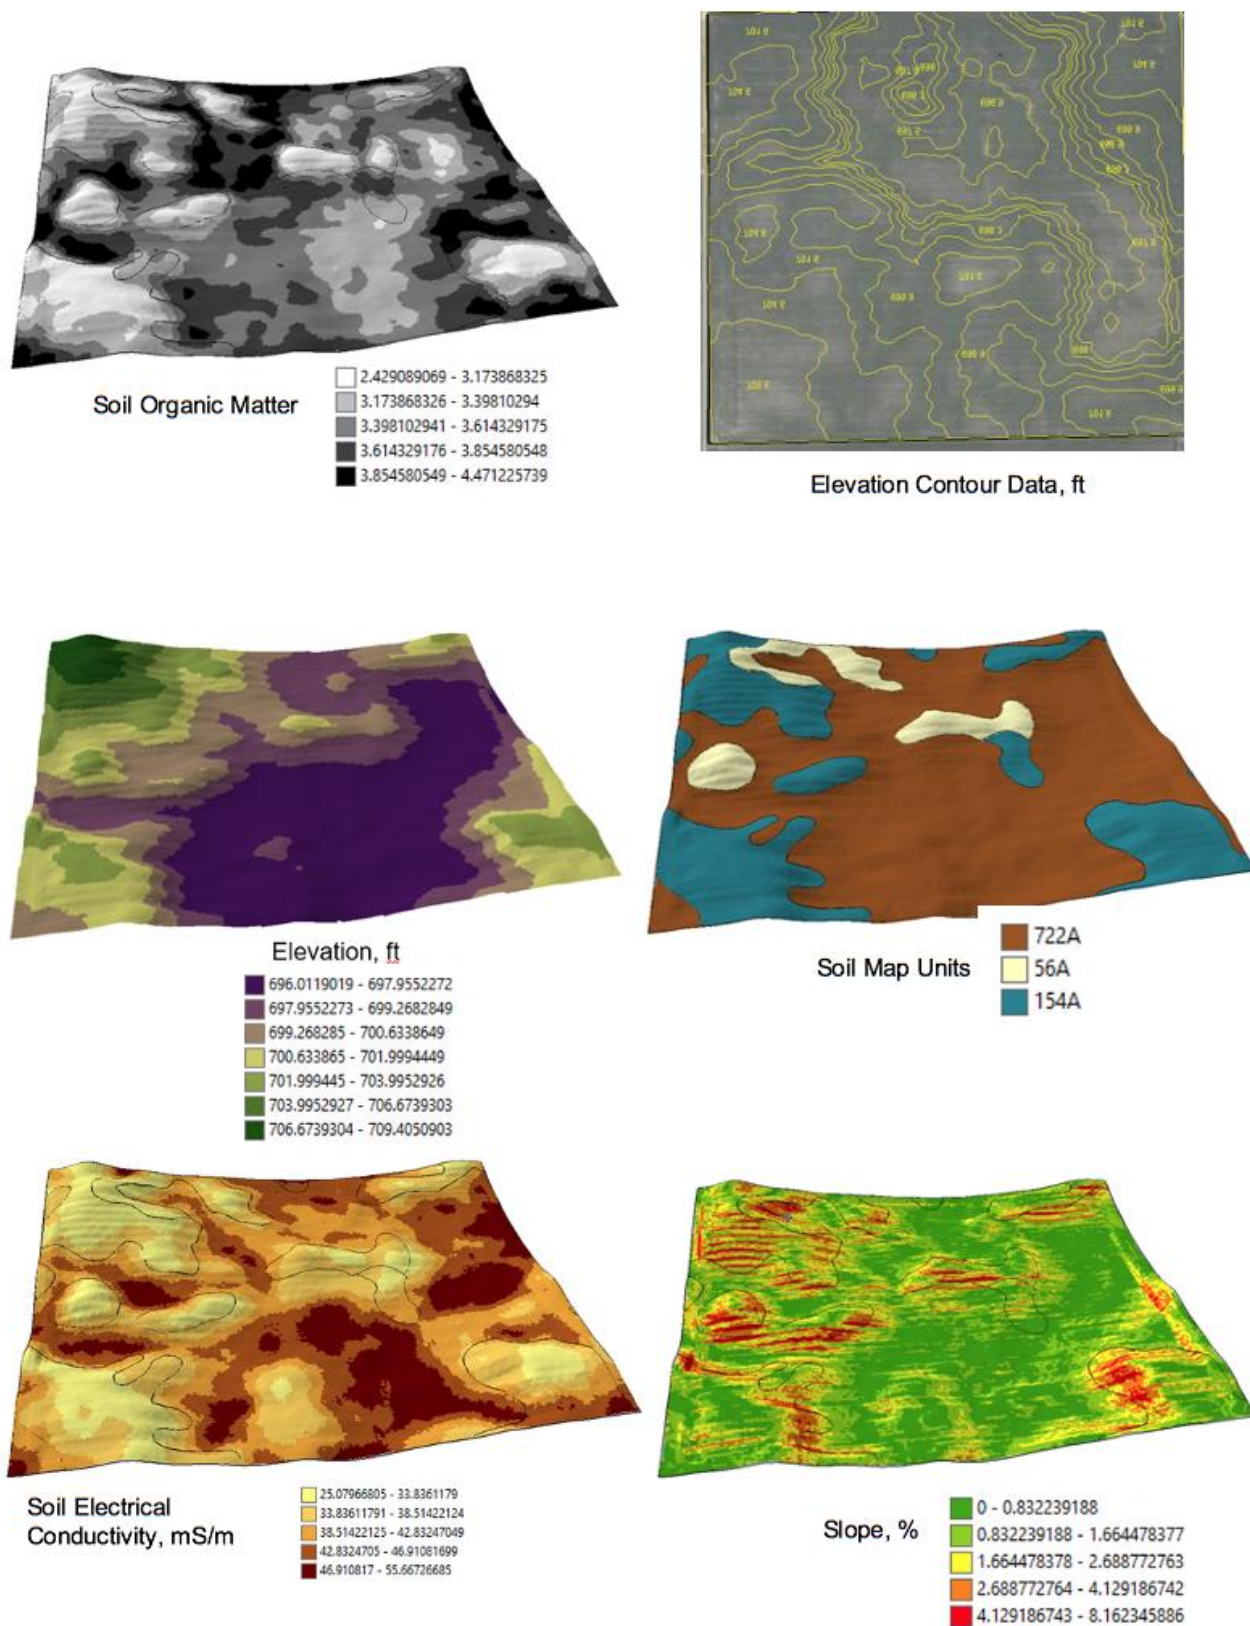 Soil Organic Matter
2.429089069 - 3.173868325
3.173868326 - 3.39810294
3.398102941 - 3.614329175
3.614329176 - 3.854580548
3.854580549 - 4.471225739
Elevation Contour Data, ft
Elevation, ft
696.0119019 - 697.9552272
697.9552273 - 699.2682849
699.268285 - 700.6338649
700.633865 - 701.9994449
701.999445 - 703.9952926
703.9952927 - 706.6739303
706.6739304 - 709.4050903
Soil Map Units
722A
56A
154A
Soil Electrical
Conductivity, mS/m
25.07966805 - 33.8361179
33.83611791 - 38.51422124
38.51422125 - 42.83247049
42.8324705 - 46.91081699
46.910817 - 55.66726685
Slope, %
0 - 0.832239188
0.832239188 - 1.664478377
1.664478378 - 2.688772763
2.688772764 - 4.129186742
4.129186743 - 8.162345886